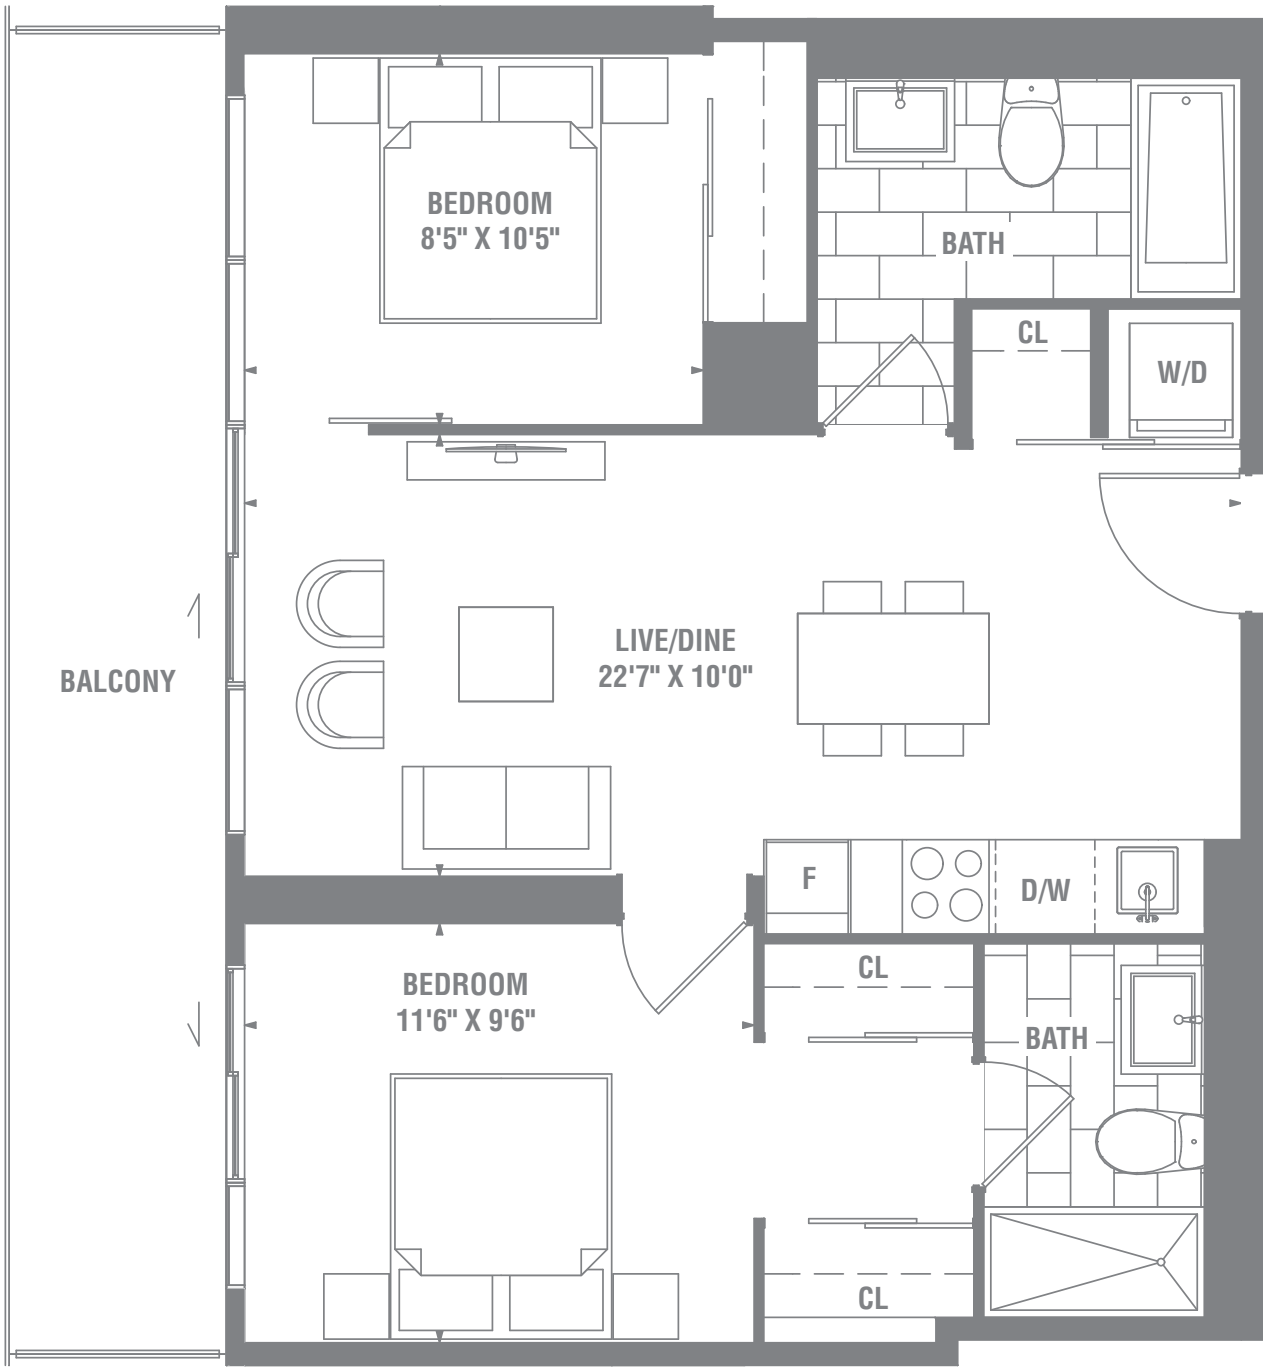 BEDROOM
8'5" X 10'5"
BATH
CL
W/D
LIVE/DINE
22'7" X 10'0"
BALCONY
F
D/W
CL
BEDROOM
11'6" X 9'6"
BATH
CL